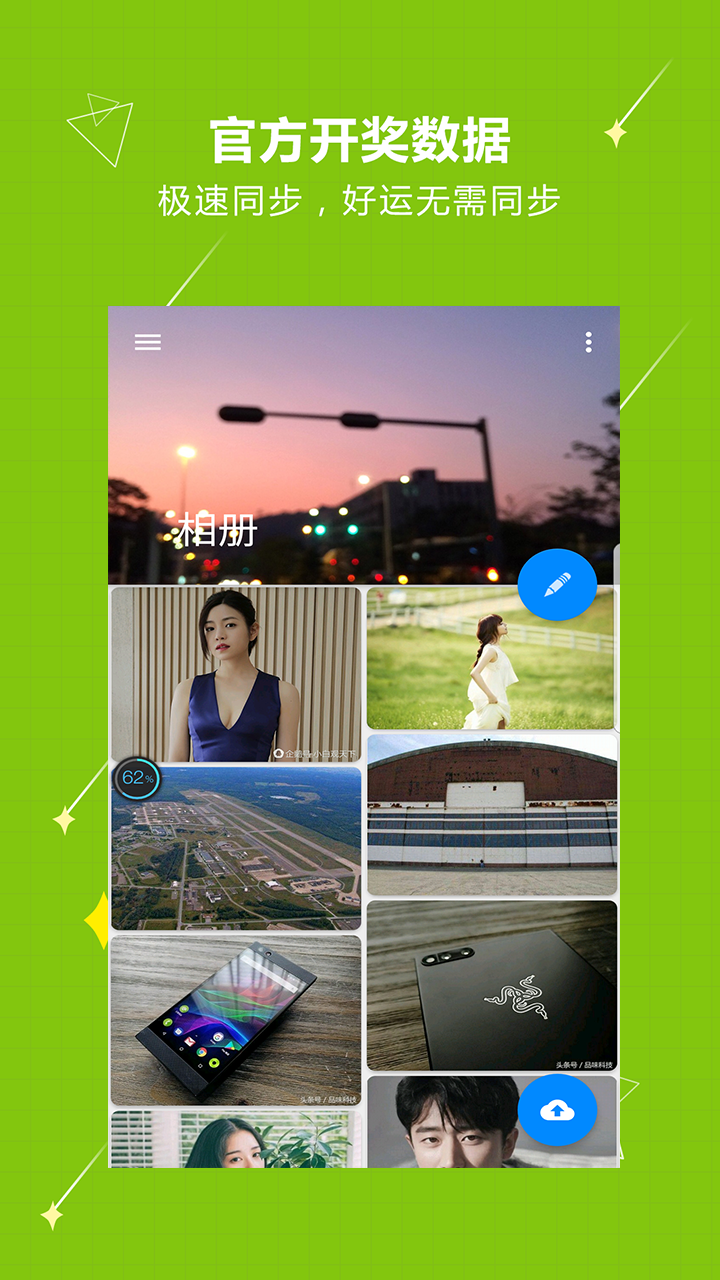 官方开奖数据
极速同步，好运无需同步
相册
企鹅号 小白观天下
62%
头条号 / 品味科技
头条号 / 品味科技